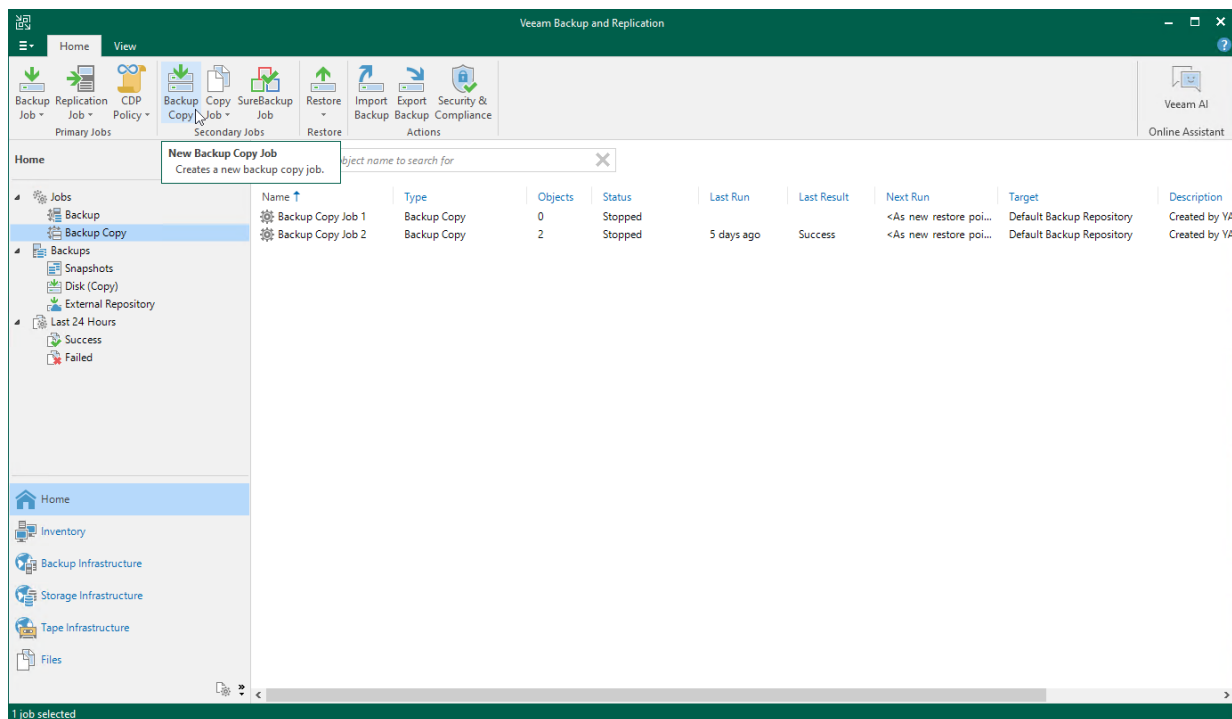 Veeam Backup and Replication
Home View
Backup Job Replication Job CDP Policy Backup Copy Copy Job SureBackup Job Restore Import Backup Export Backup Security & Compliance Veeam AI
Primary Jobs Secondary Jobs Restore Actions Online Assistant
New Backup Copy Job
Creates a new backup copy job.
Home
object name to search for
Jobs
Backup
Backup Copy
Backups
Snapshots
Disk (Copy)
External Repository
Last 24 Hours
Success
Failed
Name Type Objects Status Last Run Last Result Next Run Target Description
Backup Copy Job 1 Backup Copy 0 Stopped <As new restore poi... Default Backup Repository Created by YA
Backup Copy Job 2 Backup Copy 2 Stopped 5 days ago Success <As new restore poi... Default Backup Repository Created by YA
Home
Inventory
Backup Infrastructure
Storage Infrastructure
Tape Infrastructure
Files
1 job selected